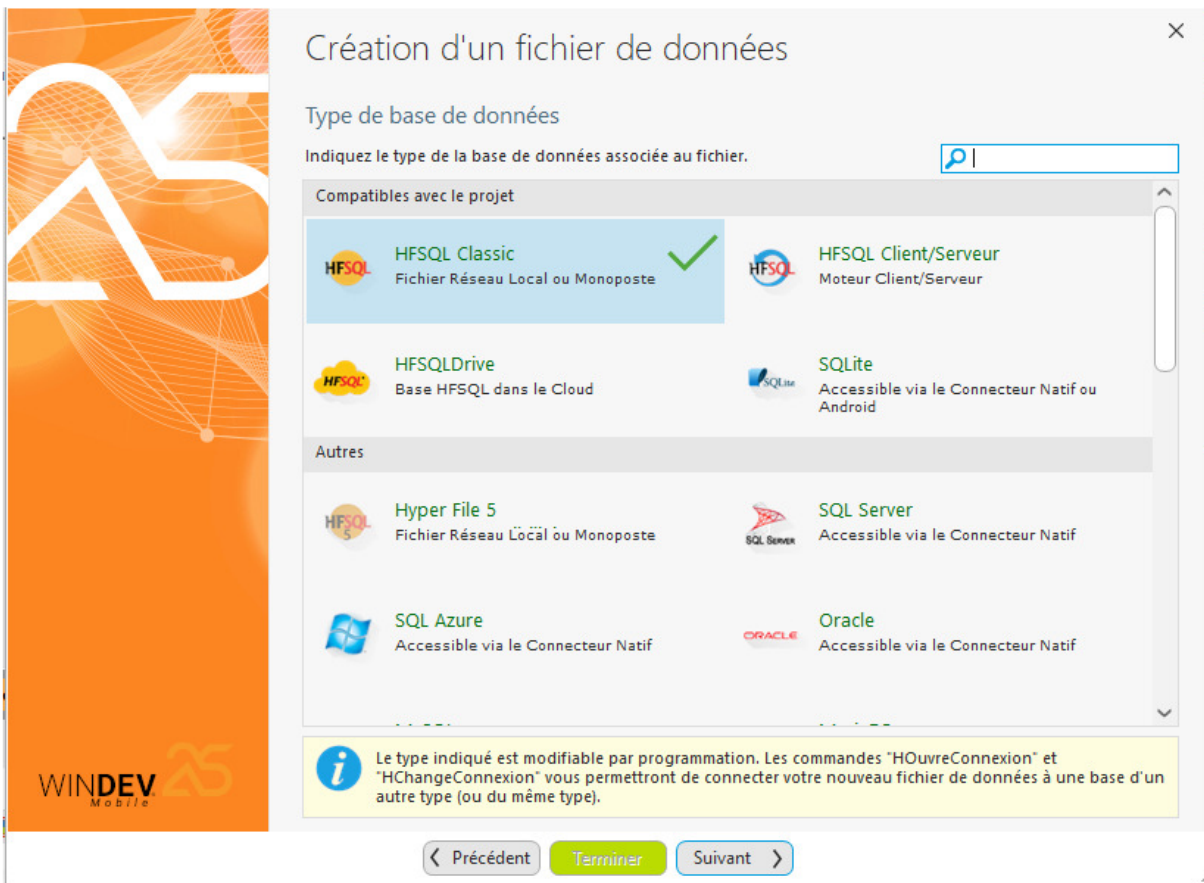 Création d'un fichier de données
Type de base de données
Indiquez le type de la base de données associée au fichier.
Compatibles avec le projet
HFSQL
HFSQL Classic
Fichier Réseau Local ou Monoposte
HFSQL
HFSQL Client/Serveur
Moteur Client/Serveur
HFSQL
HFSQLDrive
Base HFSQL dans le Cloud
SQLite
SQLite
Accessible via le Connecteur Natif ou
Android
Autres
HFSQL
5
Hyper File 5
Fichier Réseau Local ou Monoposte
SQL Server
SQL Server
Accessible via le Connecteur Natif
SQL Azure
Accessible via le Connecteur Natif
ORACLE
Oracle
Accessible via le Connecteur Natif
Le type indiqué est modifiable par programmation. Les commandes "HOuvreConnexion" et
"HChangeConnexion" vous permettront de connecter votre nouveau fichier de données à une base d'un
autre type (ou du même type).
25
WINDEV 25
Mobile
Précédent
Terminer
Suivant